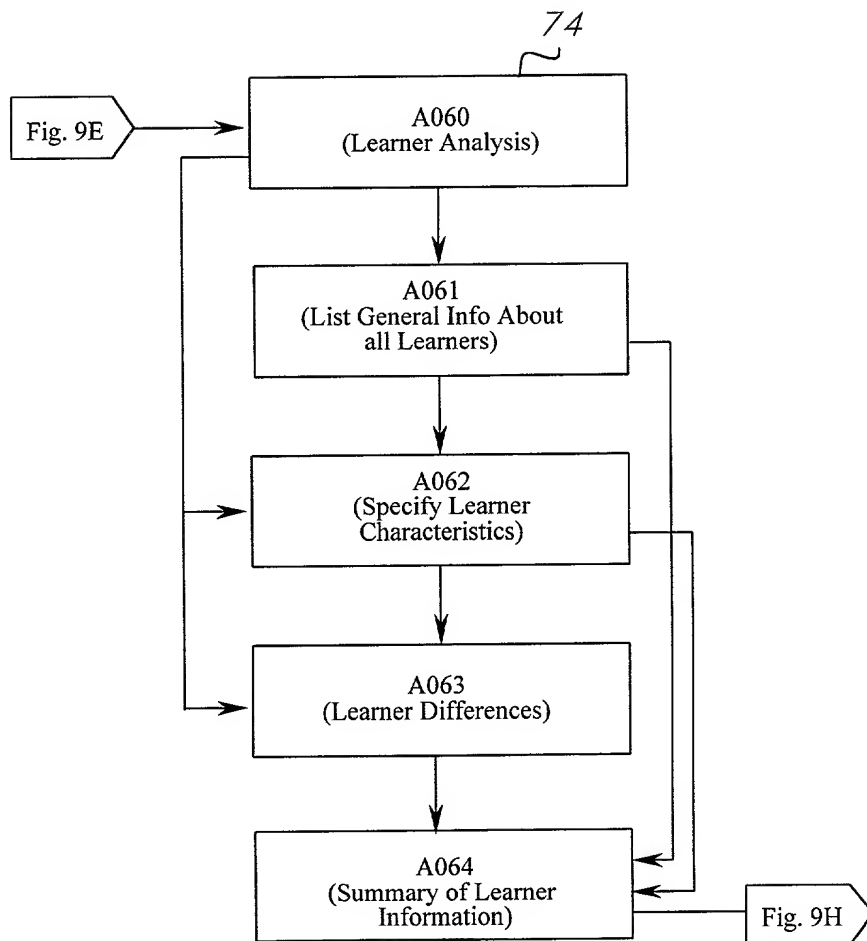 74
Fig. 9E
A060
(Learner Analysis)
A061
(List General Info About
all Learners)
A062
(Specify Learner
Characteristics)
A063
(Learner Differences)
A064
(Summary of Learner
Information)
Fig. 9H